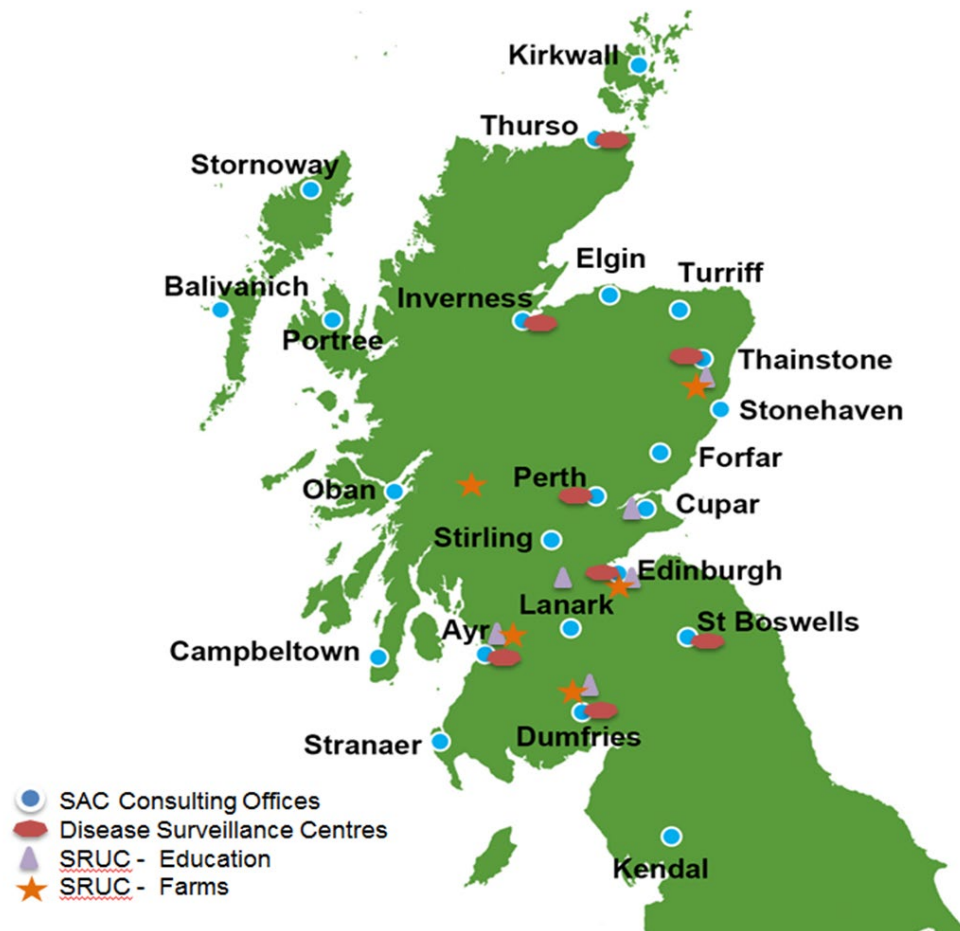 Kirkwall
Thurso
Stornoway
Elgin
Turriff
Balivanich
Inverness
Portree
Thainstone
Stonehaven
Forfar
Perth
Oban
Cupar
Stirling
Edinburgh
Lanark
St Boswells
Ayr
Campbeltown
Dumfries
Stranaer
SAC Consulting Offices
Disease Surveillance Centres
SRUC - Education
SRUC - Farms
Kendal